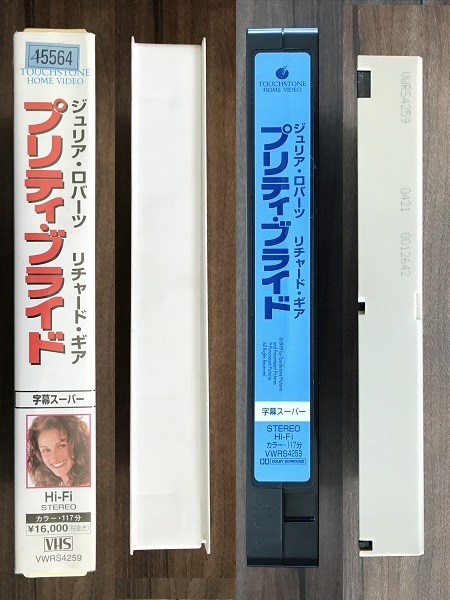 45564
TOUCHSTONE
HOME VIDEO
ジュリア・ロバーツ リチャード・ギア
プリティ・ブライド
字幕スーパー
Hi-Fi
STEREO
カラー・117分
¥16,000(税抜き)
VHS
VWRS4259
TOUCHSTONE
HOME VIDEO
ジュリア・ロバーツ リチャード・ギア
プリティ・ブライド
字幕スーパー
STEREO
Hi-Fi
カラー・117分
VWRS4259
DOLBY SURROUND
VWRS4259 0421 0012642